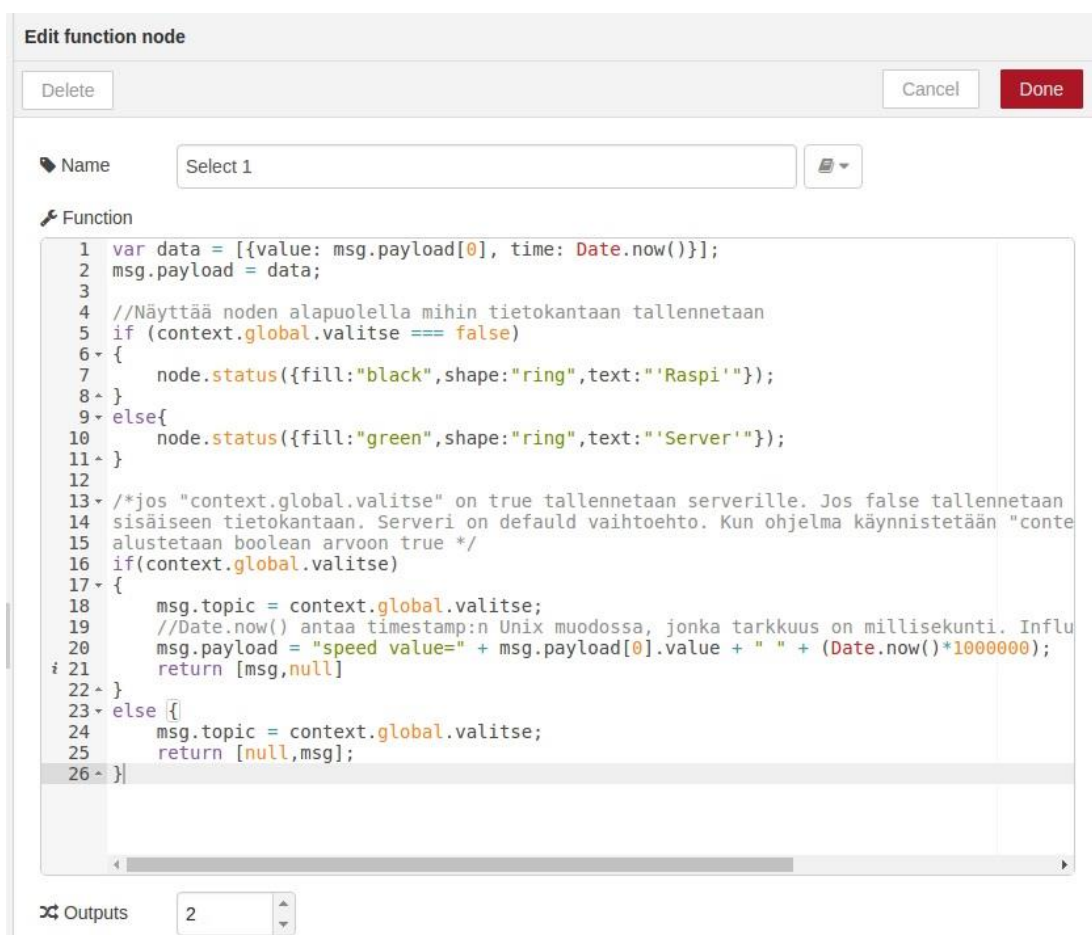 Edit function node
Delete
Cancel
Done
Name
Select 1
Function
1 var data = [{value: msg.payload[0], time: Date.now()}];
2 msg.payload = data;
3
4 //Näyttää noden alapuolella mihin tietokantaan tallennetaan
5 if (context.global.valitse === false)
6 {
7     node.status({fill:"black",shape:"ring",text:"'Raspi'"});
8 }
9 else{
10     node.status({fill:"green",shape:"ring",text:"'Server'"});
11 }
12
13 /*jos "context.global.valitse" on true tallennetaan serverille. Jos false tallennetaan
14 sisäiseen tietokantaan. Serveri on defauld vaihtoehto. Kun ohjelma käynnistetään "conte
15 alustetaan boolean arvoon true */
16 if(context.global.valitse)
17 {
18     msg.topic = context.global.valitse;
19     //Date.now() antaa timestamp:n Unix muodossa, jonka tarkkuus on millisekunti. Influ
20     msg.payload = "speed value=" + msg.payload[0].value + " " + (Date.now()*1000000);
i 21     return [msg,null]
22 }
23 else {
24     msg.topic = context.global.valitse;
25     return [null,msg];
26 }
Outputs
2